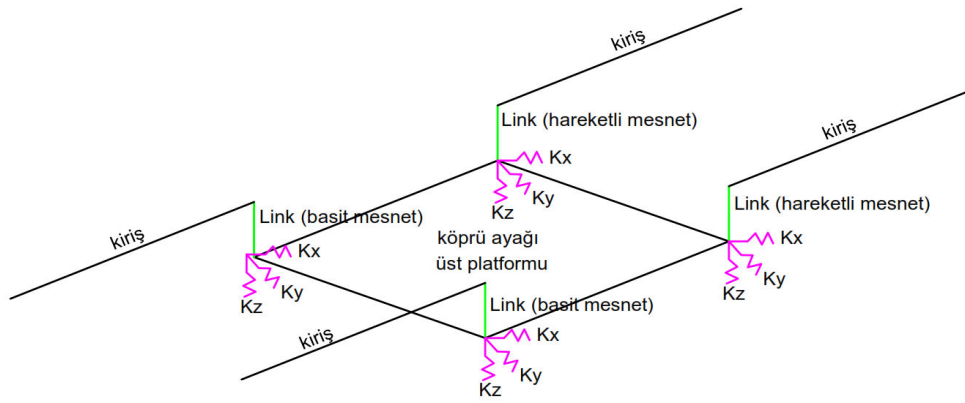 kiriş
kiriş
Link (hareketli mesnet)
Kx
Ky
Kz
kiriş
Link (basit mesnet)
Kx
Ky
Kz
Link (hareketli mesnet)
Kx
Ky
Kz
köprü ayağı
üst platformu
kiriş
Link (basit mesnet)
Kx
Ky
Kz